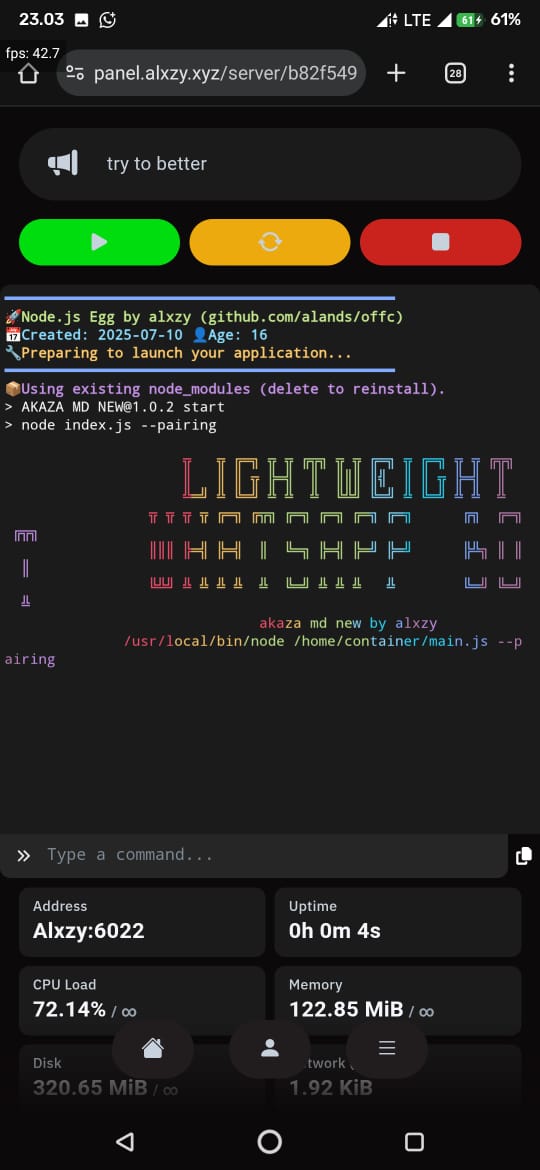 23.03 LTE 61 61%
fps: 42.7
panel.alxzy.xyz/server/b82f549
28
try to better
🚀Node.js Egg by alxzy (github.com/alands/offc)
📅Created: 2025-07-10 👤Age: 16
🔧Preparing to launch your application...
📦Using existing node_modules (delete to reinstall).
> AKAZA MD NEW@1.0.2 start
> node index.js --pairing
LIGHTWEIGHT
akaza md new by alxzy
/usr/local/bin/node /home/container/main.js --p
airing
Type a command...
Address
Alxzy:6022
Uptime
0h 0m 4s
CPU Load
72.14% / ∞
Memory
122.85 MiB / ∞
Disk
320.65 MiB / ∞
1.92 KiB